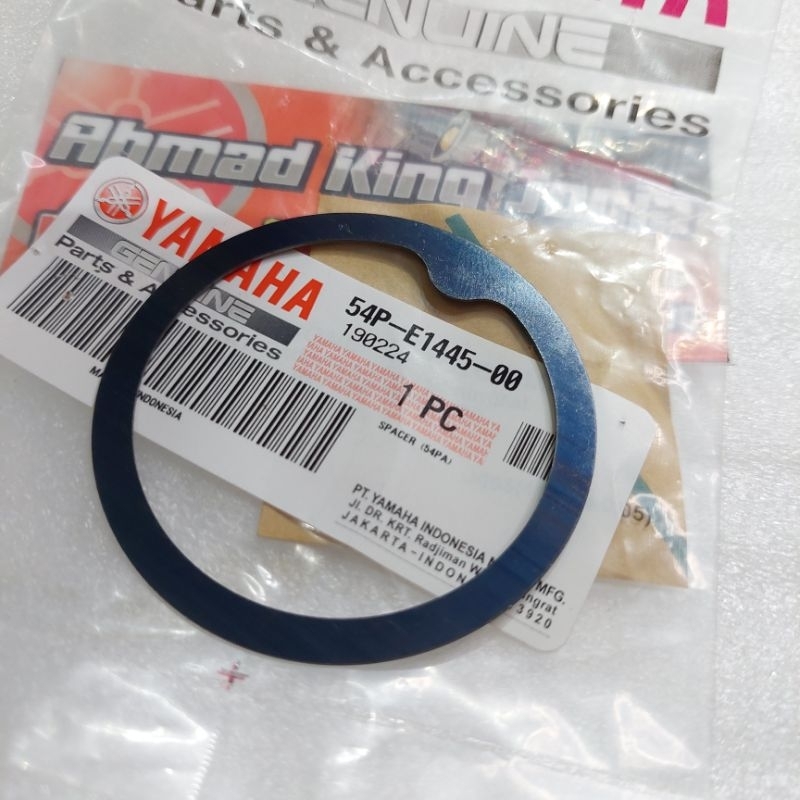 GENUINE
Parts & Accessories
Ahmad King
YAMAHA
GENUINE
Parts & Accessories
54P-E1445-00
190224
1 PC
SPACER (54PA)
INDONESIA
PT. YAMAHA INDONESIA
MFG.
Jl. DR. KRT. Radjiman
JAKARTA-INDON